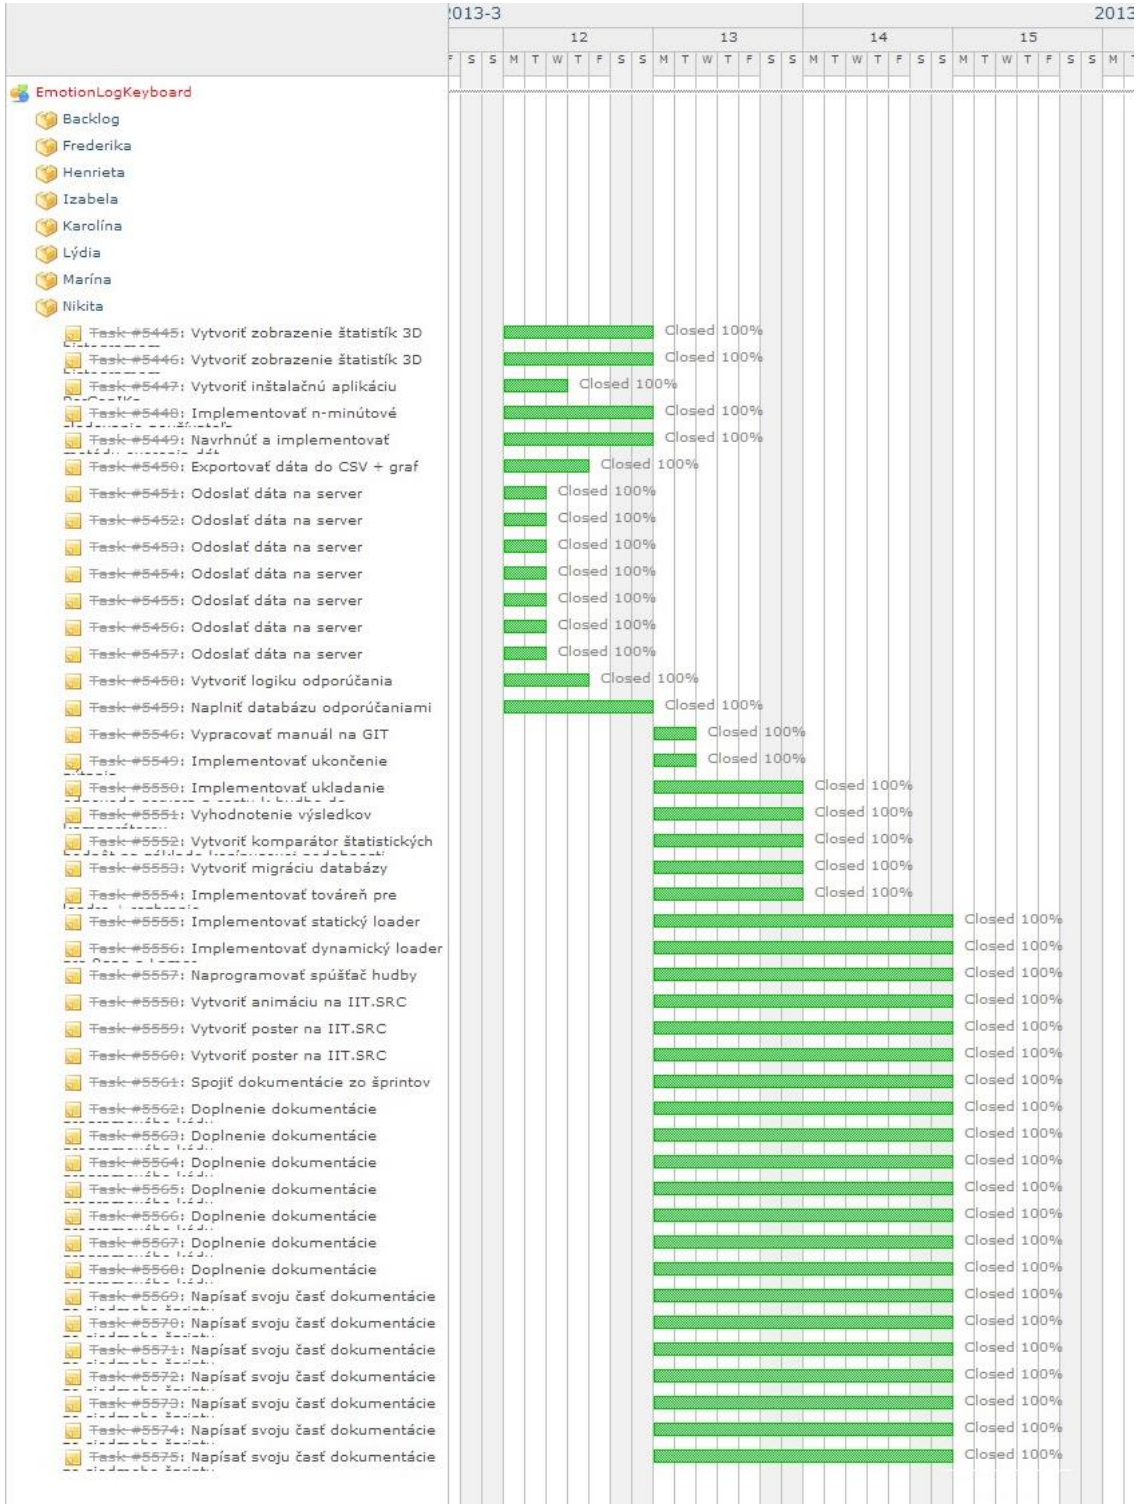 2013-3 2013
12 13 14 15
F S S M T W T F S S M T W T F S S M T W T F S S M T W T F S S M T
EmotionLogKeyboard
Backlog
Frederika
Henrieta
Izabela
Karolína
Lýdia
Marína
Nikita
Task #5445: Vytvoriť zobrazenie štatistík 3D Closed 100%
Task #5446: Vytvoriť zobrazenie štatistík 3D Closed 100%
Task #5447: Vytvoriť inštalačnú aplikáciu Closed 100%
Task #5448: Implementovať n-minútové Closed 100%
Task #5449: Navrhnúť a implementovať Closed 100%
Task #5450: Exportovať dáta do CSV + graf Closed 100%
Task #5451: Odoslať dáta na server Closed 100%
Task #5452: Odoslať dáta na server Closed 100%
Task #5453: Odoslať dáta na server Closed 100%
Task #5454: Odoslať dáta na server Closed 100%
Task #5455: Odoslať dáta na server Closed 100%
Task #5456: Odoslať dáta na server Closed 100%
Task #5457: Odoslať dáta na server Closed 100%
Task #5458: Vytvoriť logiku odporúčania Closed 100%
Task #5459: Naplniť databázu odporúčaniami Closed 100%
Task #5546: Vypracovať manuál na GIT Closed 100%
Task #5549: Implementovať ukončenie Closed 100%
Task #5550: Implementovať ukladanie Closed 100%
Task #5551: Vyhodnotenie výsledkov Closed 100%
Task #5552: Vytvoriť komparátor štatistických Closed 100%
Task #5553: Vytvoriť migráciu databázy Closed 100%
Task #5554: Implementovať továreň pre Closed 100%
Task #5555: Implementovať statický loader Closed 100%
Task #5556: Implementovať dynamický loader Closed 100%
Task #5557: Naprogramovať spúšťač hudby Closed 100%
Task #5558: Vytvoriť animáciu na IIT.SRC Closed 100%
Task #5559: Vytvoriť poster na IIT.SRC Closed 100%
Task #5560: Vytvoriť poster na IIT.SRC Closed 100%
Task #5561: Spojiť dokumentácie zo šprintov Closed 100%
Task #5562: Doplnenie dokumentácie Closed 100%
Task #5563: Doplnenie dokumentácie Closed 100%
Task #5564: Doplnenie dokumentácie Closed 100%
Task #5565: Doplnenie dokumentácie Closed 100%
Task #5566: Doplnenie dokumentácie Closed 100%
Task #5567: Doplnenie dokumentácie Closed 100%
Task #5568: Doplnenie dokumentácie Closed 100%
Task #5569: Napísať svoju časť dokumentácie Closed 100%
Task #5570: Napísať svoju časť dokumentácie Closed 100%
Task #5571: Napísať svoju časť dokumentácie Closed 100%
Task #5572: Napísať svoju časť dokumentácie Closed 100%
Task #5573: Napísať svoju časť dokumentácie Closed 100%
Task #5574: Napísať svoju časť dokumentácie Closed 100%
Task #5575: Napísať svoju časť dokumentácie Closed 100%